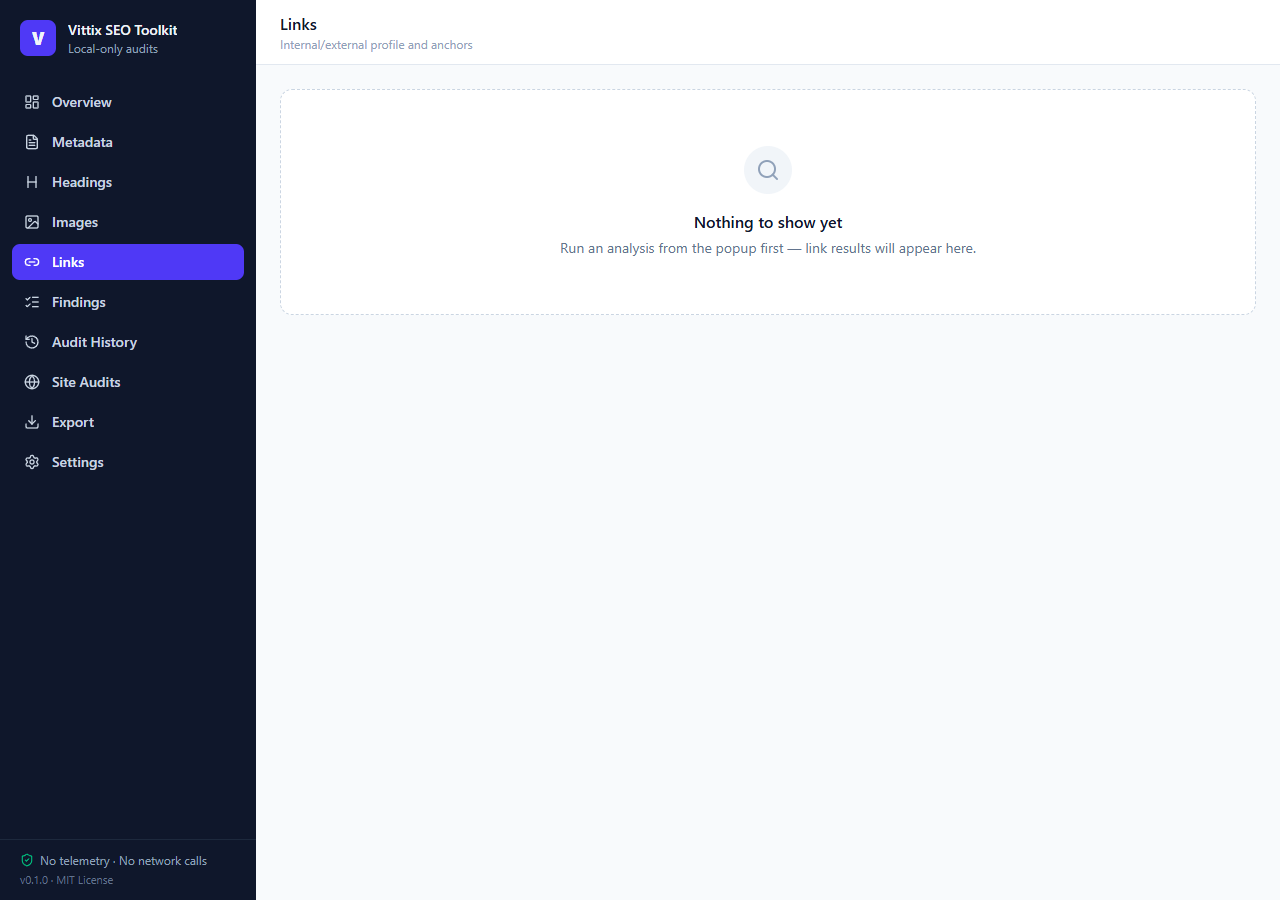 V
Vittix SEO Toolkit
Local-only audits
Overview
Metadata
Headings
Images
Links
Findings
Audit History
Site Audits
Export
Settings
No telemetry · No network calls
v0.1.0 · MIT License
Links
Internal/external profile and anchors
Nothing to show yet
Run an analysis from the popup first — link results will appear here.